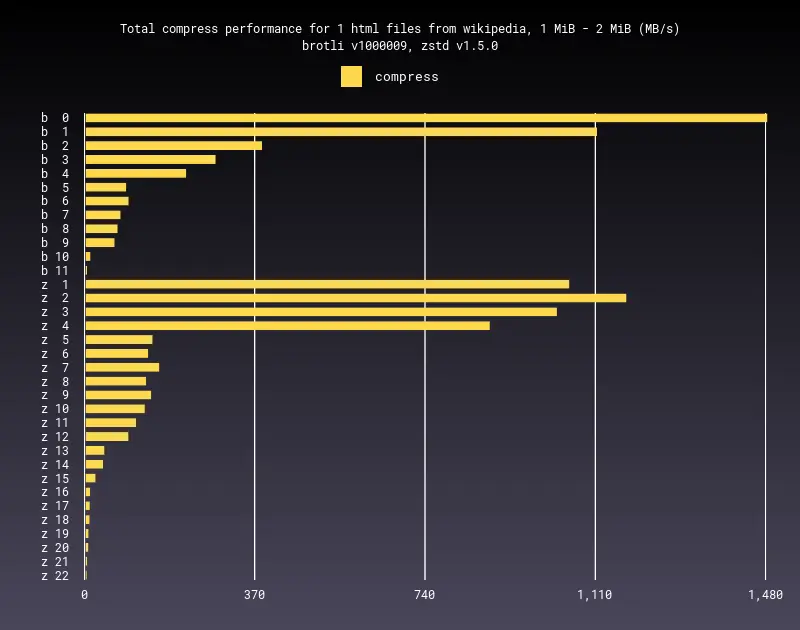 Total compress performance for 1 html files from wikipedia, 1 MiB - 2 MiB (MB/s)
brotli v1000009, zstd v1.5.0
compress
b 0
b 1
b 2
b 3
b 4
b 5
b 6
b 7
b 8
b 9
b 10
b 11
z 1
z 2
z 3
z 4
z 5
z 6
z 7
z 8
z 9
z 10
z 11
z 12
z 13
z 14
z 15
z 16
z 17
z 18
z 19
z 20
z 21
z 22
0 370 740 1,110 1,480